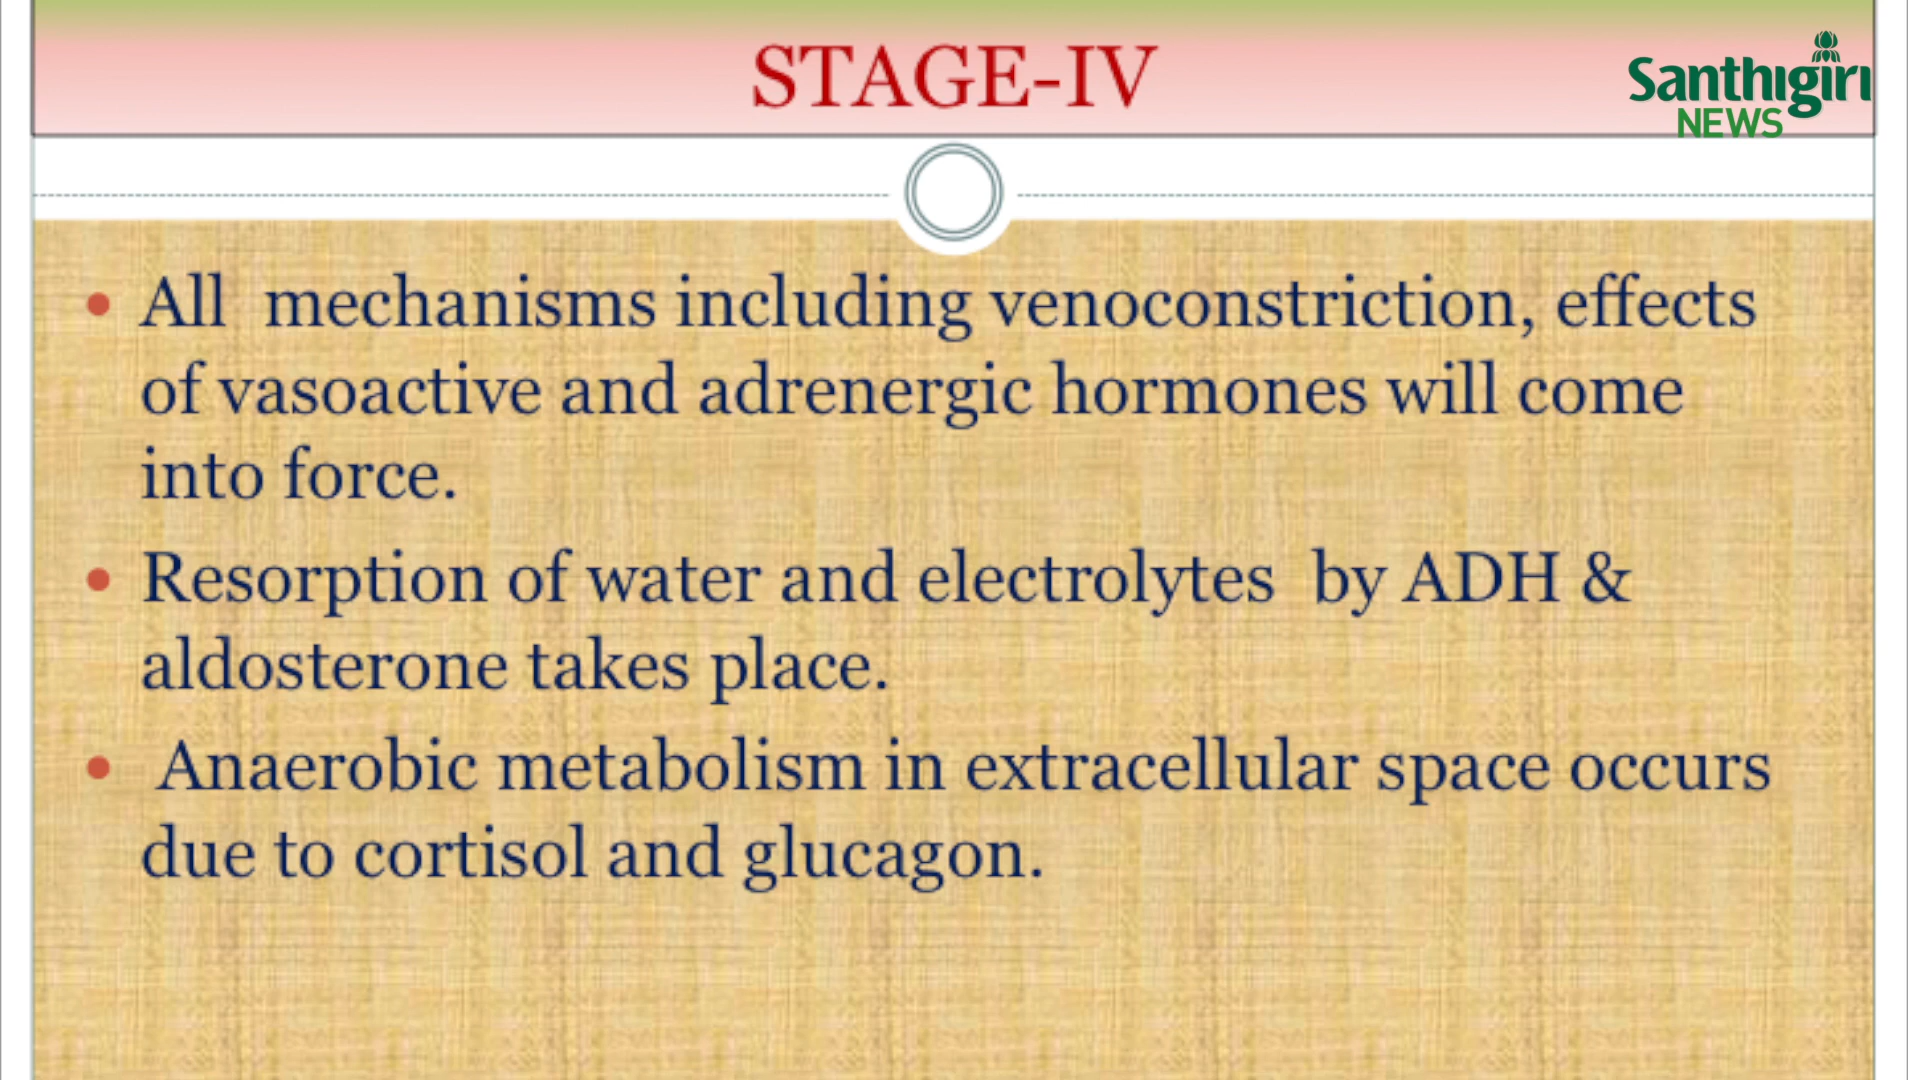 STAGE-IV
Santhigiri
NEWS
• All mechanisms including venoconstriction, effects
of vasoactive and adrenergic hormones will come
into force.
• Resorption of water and electrolytes by ADH &
aldosterone takes place.
• Anaerobic metabolism in extracellular space occurs
due to cortisol and glucagon.